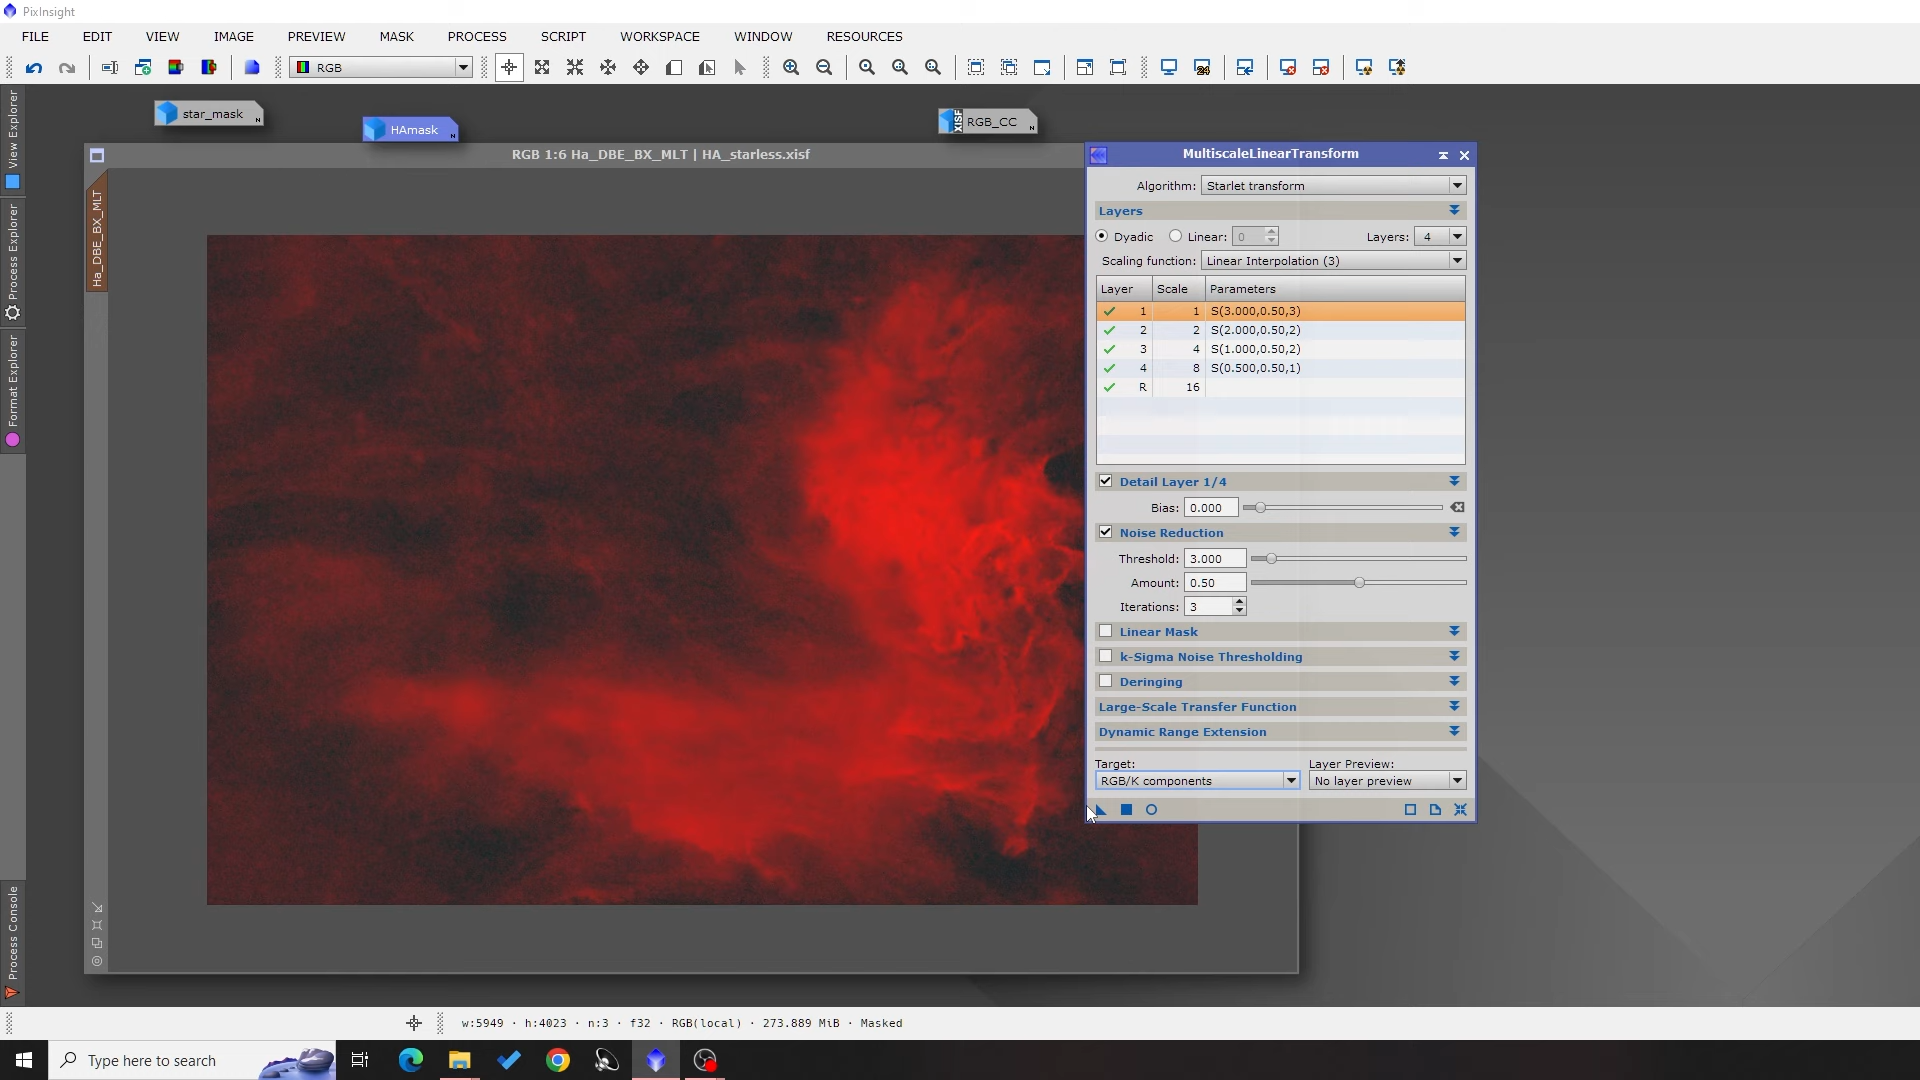 PixInsight
FILE EDIT VIEW IMAGE PREVIEW MASK PROCESS SCRIPT WORKSPACE WINDOW RESOURCES
RGB
24
star_mask
N
HAmask
N
XISF
RGB_CC
N
RGB 1:6 Ha_DBE_BX_MLT | HA_starless.xisf
Ha_DBE_BX_MLT
View Explorer
Process Explorer
Format Explorer
Process Console
MultiscaleLinearTransform
Algorithm: Starlet transform
Layers
Dyadic Linear: 0 Layers: 4
Scaling function: Linear Interpolation (3)
Layer Scale Parameters
1 1 S(3.000,0.50,3)
2 2 S(2.000,0.50,2)
3 4 S(1.000,0.50,2)
4 8 S(0.500,0.50,1)
R 16
Detail Layer 1/4
Bias: 0.000
Noise Reduction
Threshold: 3.000
Amount: 0.50
Iterations: 3
Linear Mask
k-Sigma Noise Thresholding
Deringing
Large-Scale Transfer Function
Dynamic Range Extension
Target: Layer Preview:
RGB/K components No layer preview
w:5949 · h:4023 · n:3 · f32 · RGB(local) · 273.889 MiB · Masked
Type here to search